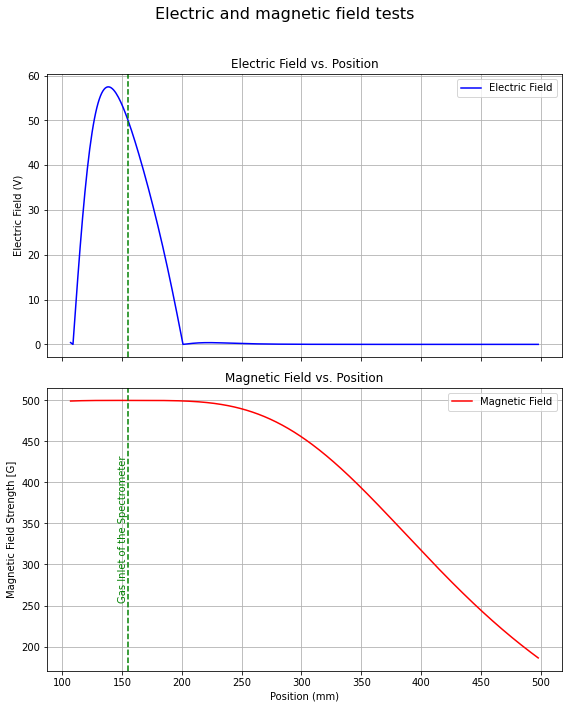 Electric and magnetic field tests
Electric Field vs. Position
Electric Field
Electric Field (V)
60
50
40
30
20
10
0
Magnetic Field vs. Position
Magnetic Field
Magnetic Field Strength [G]
500
450
400
350
300
250
200
Gas Inlet of the Spectrometer
100 150 200 250 300 350 400 450 500
Position (mm)